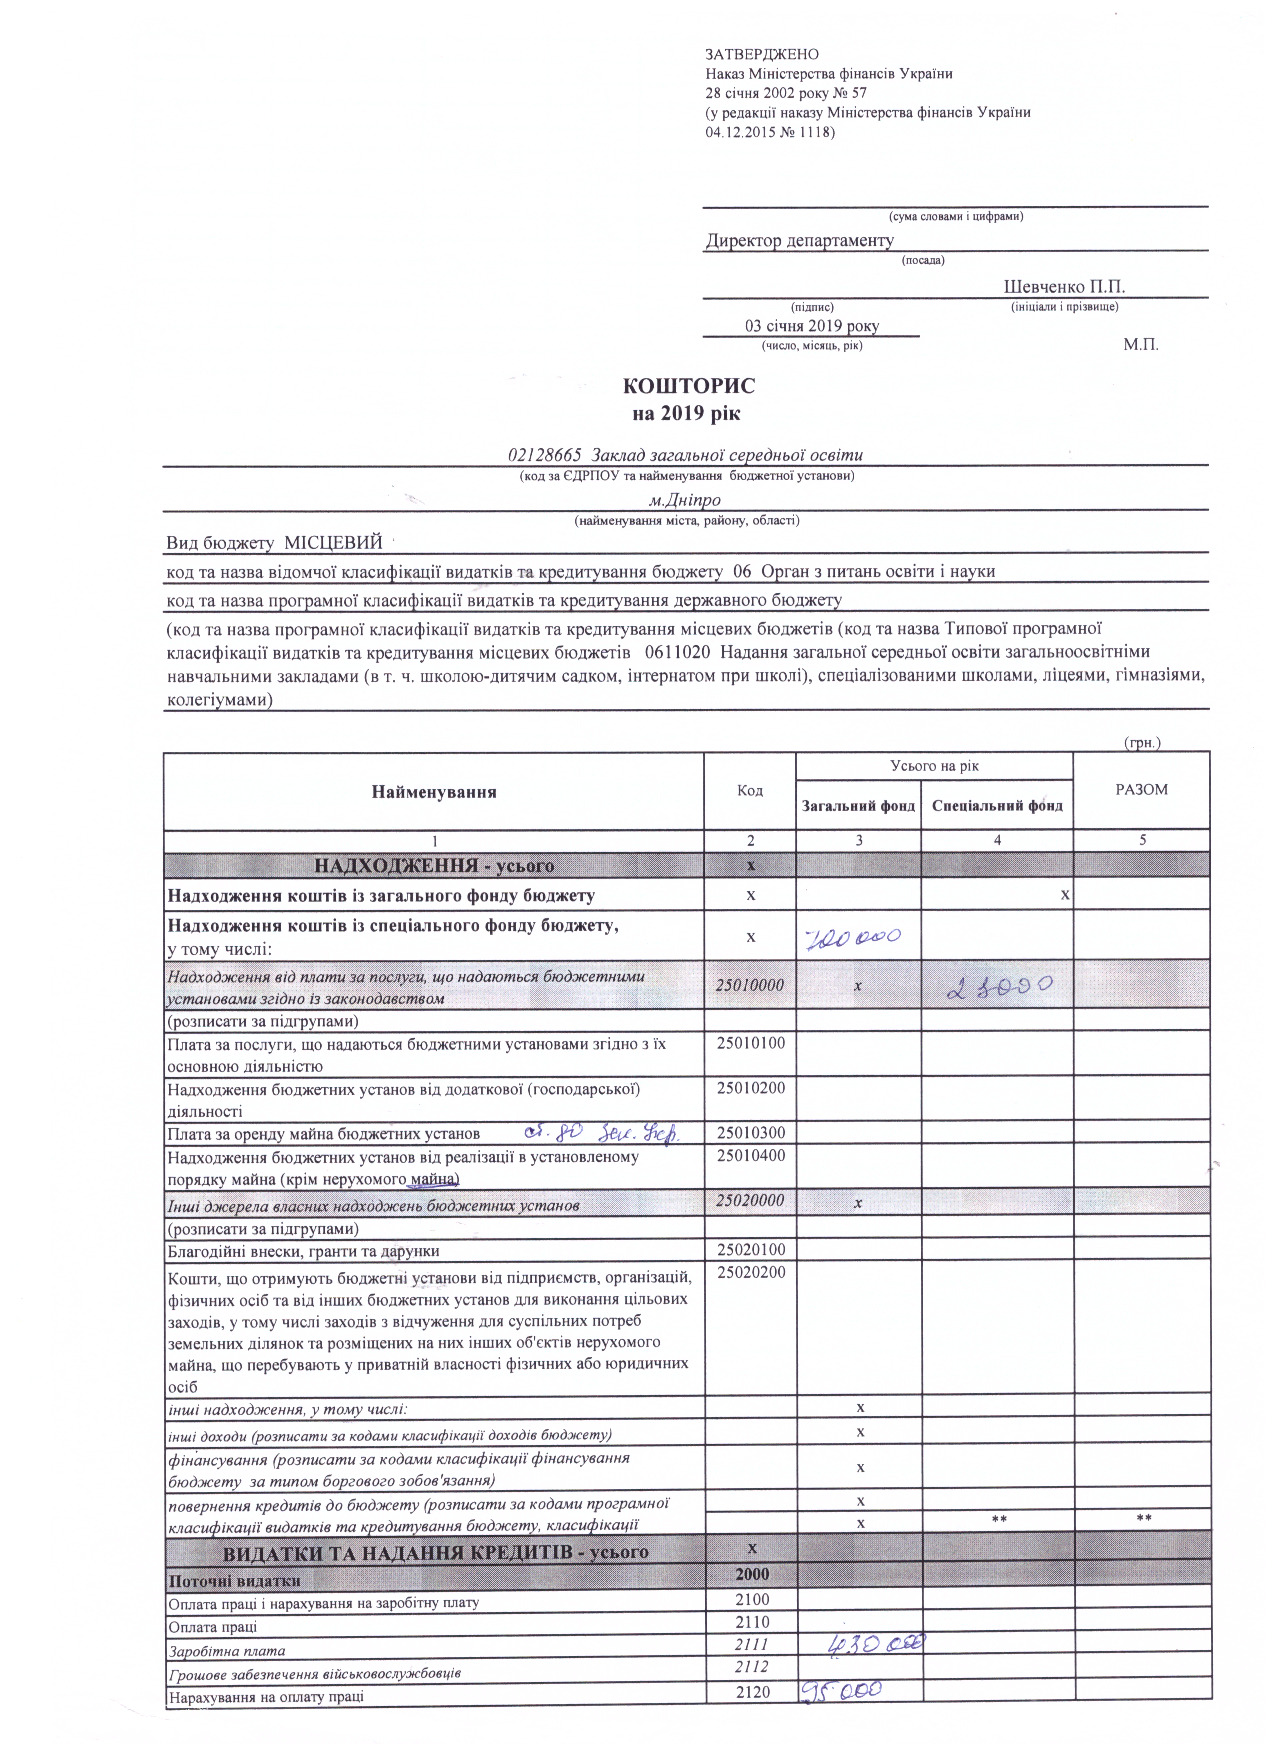 ЗАТВЕРДЖЕНО
Наказ Міністерства фінансів України
28 січня 2002 року № 57
(у редакції наказу Міністерства фінансів України
04.12.2015 № 1118)
(сума словами і цифрами)
Директор департаменту
(посада)
Шевченко П.П.
(підпис) (ініціали і прізвище)
03 січня 2019 року
(число, місяць, рік) М.П.
КОШТОРИС
на 2019 рік
02128665 Заклад загальної середньої освіти
(код за ЄДРПОУ та найменування бюджетної установи)
м.Дніпро
(найменування міста, району, області)
Вид бюджету МІСЦЕВИЙ
код та назва відомчої класифікації видатків та кредитування бюджету 06 Орган з питань освіти і науки
код та назва програмної класифікації видатків та кредитування державного бюджету
(код та назва програмної класифікації видатків та кредитування місцевих бюджетів (код та назва Типової програмної
класифікації видатків та кредитування місцевих бюджетів 0611020 Надання загальної середньої освіти загальноосвітніми
навчальними закладами (в т. ч. школою-дитячим садком, інтернатом при школі), спеціалізованими школами, ліцеями, гімназіями,
колегіумами)
(грн.)
Найменування Код Усього на рік РАЗОМ
Загальний фонд Спеціальний фонд
1 2 3 4 5
НАДХОДЖЕННЯ - усього х
Надходження коштів із загального фонду бюджету х х
Надходження коштів із спеціального фонду бюджету,
у тому числі: х 700 000
Надходження від плати за послуги, що надаються бюджетними
установами згідно із законодавством 25010000 х
(розписати за підгрупами)
Плата за послуги, що надаються бюджетними установами згідно з їх 25010100
основною діяльністю
Надходження бюджетних установ від додаткової (господарської) 25010200
діяльності
Плата за оренду майна бюджетних установ 80 25010300
Надходження бюджетних установ від реалізації в установленому 25010400
порядку майна (крім нерухомого майна)
Інші джерела власних надходжень бюджетних установ 25020000 х
(розписати за підгрупами)
Благодійні внески, гранти та дарунки 25020100
Кошти, що отримують бюджетні установи від підприємств, організацій, 25020200
фізичних осіб та від інших бюджетних установ для виконання цільових
заходів, у тому числі заходів з відчуження для суспільних потреб
земельних ділянок та розміщених на них інших об'єктів нерухомого
майна, що перебувають у приватній власності фізичних або юридичних
осіб
інші надходження, у тому числі: х
інші доходи (розписати за кодами класифікації доходів бюджету) х
фінансування (розписати за кодами класифікації фінансування
бюджету за типом боргового зобов'язання) х
повернення кредитів до бюджету (розписати за кодами програмної х
класифікації видатків та кредитування бюджету, класифікації х ** **
ВИДАТКИ ТА НАДАННЯ КРЕДИТІВ - усього х
Поточні видатки 2000
Оплата праці і нарахування на заробітну плату 2100
Оплата праці 2110
Заробітна плата 2111 430 000
Грошове забезпечення військовослужбовців 2112
Нарахування на оплату праці 2120 95 000